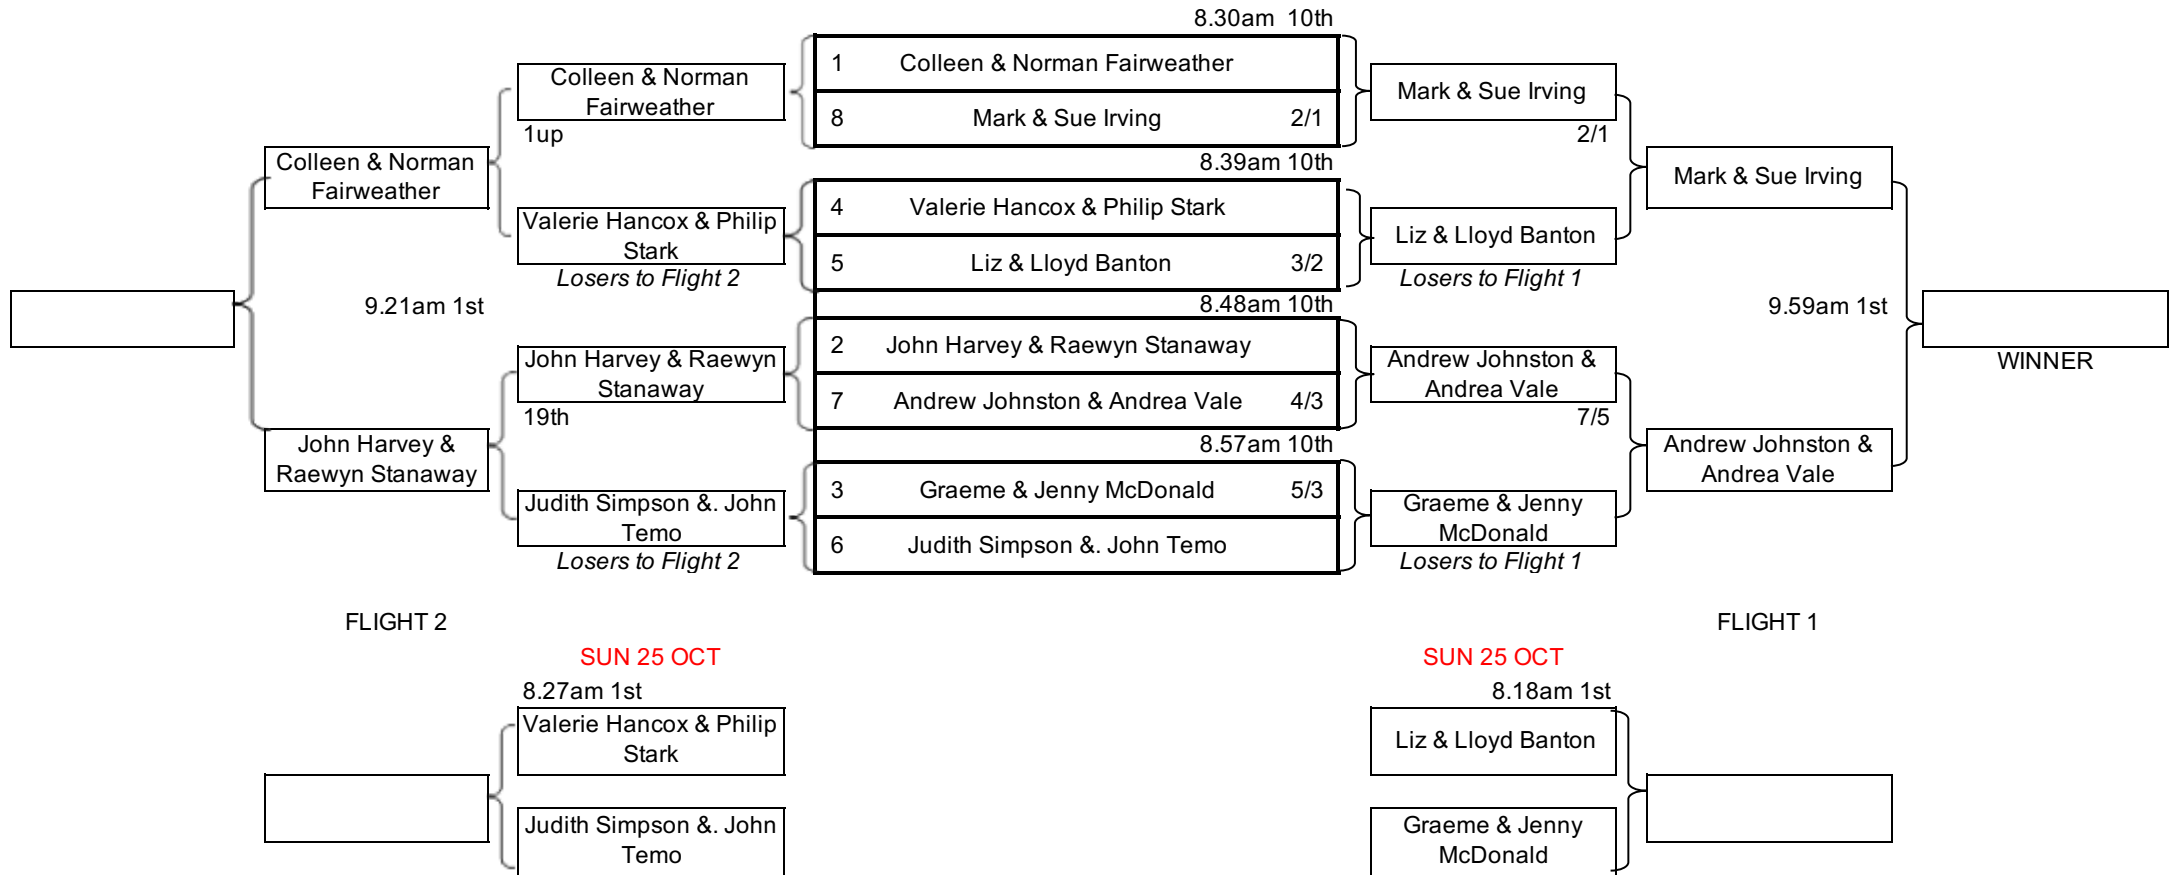 8.30am 10th
1 Colleen & Norman Fairweather
Colleen & Norman
Fairweather
Mark & Sue Irving
8 Mark & Sue Irving 2/1
1up
2/1
Colleen & Norman
Fairweather
8.39am 10th
Mark & Sue Irving
4 Valerie Hancox & Philip Stark
Valerie Hancox & Philip
Stark
Liz & Lloyd Banton
5 Liz & Lloyd Banton 3/2
Losers to Flight 2
Losers to Flight 1
9.21am 1st
8.48am 10th
9.59am 1st
2 John Harvey & Raewyn Stanaway
John Harvey & Raewyn
Stanaway
Andrew Johnston &
Andrea Vale
WINNER
7 Andrew Johnston & Andrea Vale 4/3
19th
7/5
John Harvey &
Raewyn Stanaway
8.57am 10th
Andrew Johnston &
Andrea Vale
3 Graeme & Jenny McDonald 5/3
Judith Simpson &. John
Temo
Graeme & Jenny
McDonald
6 Judith Simpson &. John Temo
Losers to Flight 2
Losers to Flight 1
FLIGHT 2
FLIGHT 1
SUN 25 OCT
SUN 25 OCT
8.27am 1st
8.18am 1st
Valerie Hancox & Philip
Stark
Liz & Lloyd Banton
Judith Simpson &. John
Temo
Graeme & Jenny
McDonald